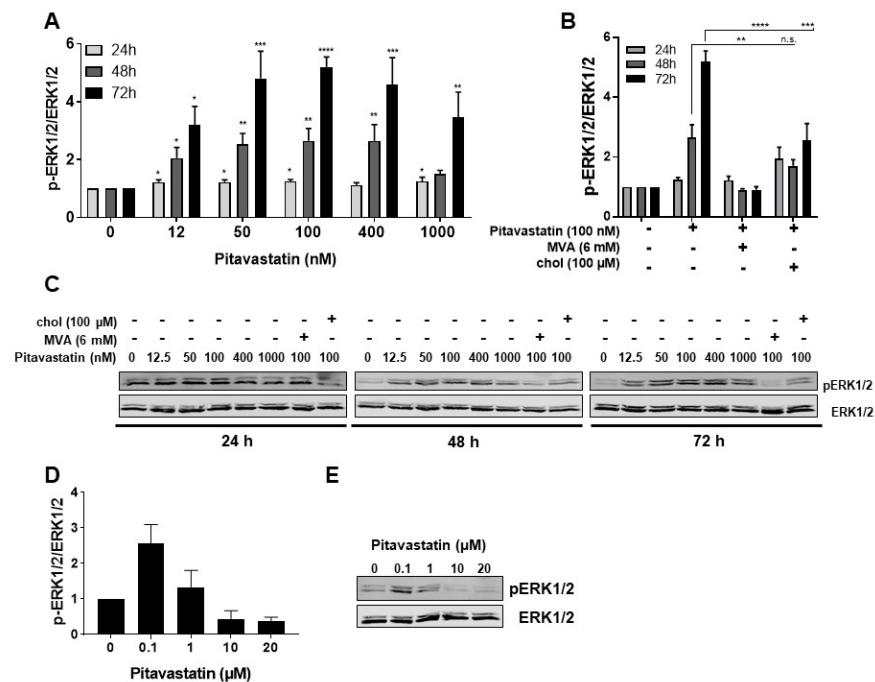 A
p-ERK1/2/ERK1/2
6
4
2
0
24h
48h
72h
* * *
* ** ***
* ** ****
** ***
* **
0 12 50 100 400 1000
Pitavastatin (nM)
B
p-ERK1/2/ERK1/2
6
4
2
0
24h
48h
72h
**** ***
** n.s.
Pitavastatin (100 nM) - + + +
MVA (6 mM) - - + -
chol (100 µM) - - - +
C
chol (100 µM) - - - - - - - + - - - - - - - + - - - - - - - +
MVA (6 mM) - - - - - - + - - - - - - - + - - - - - - - + -
Pitavastatin (nM) 0 12.5 50 100 400 1000 100 100 0 12.5 50 100 400 1000 100 100 0 12.5 50 100 400 1000 100 100
pERK1/2
ERK1/2
24 h 48 h 72 h
D
p-ERK1/2/ERK1/2
4
3
2
1
0
0 0.1 1 10 20
Pitavastatin (µM)
E
Pitavastatin (µM)
0 0.1 1 10 20
pERK1/2
ERK1/2